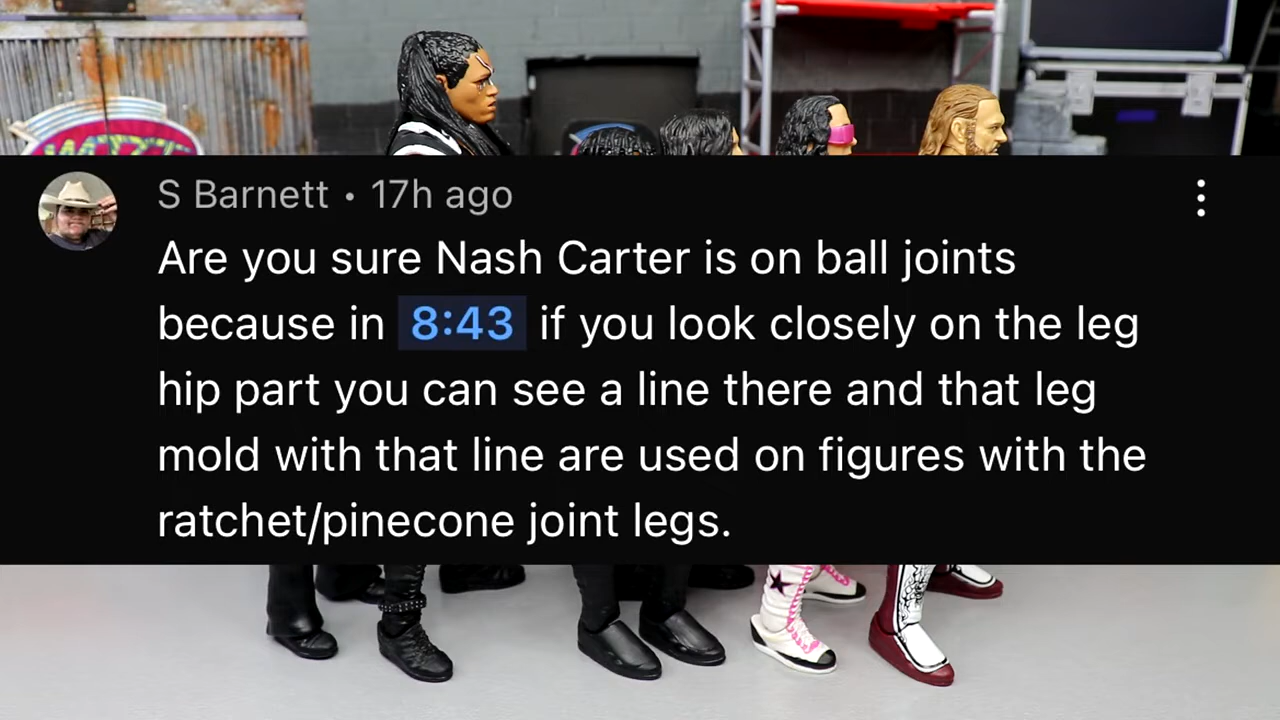 S Barnett • 17h ago
Are you sure Nash Carter is on ball joints
because in 8:43 if you look closely on the leg
hip part you can see a line there and that leg
mold with that line are used on figures with the
ratchet/pinecone joint legs.